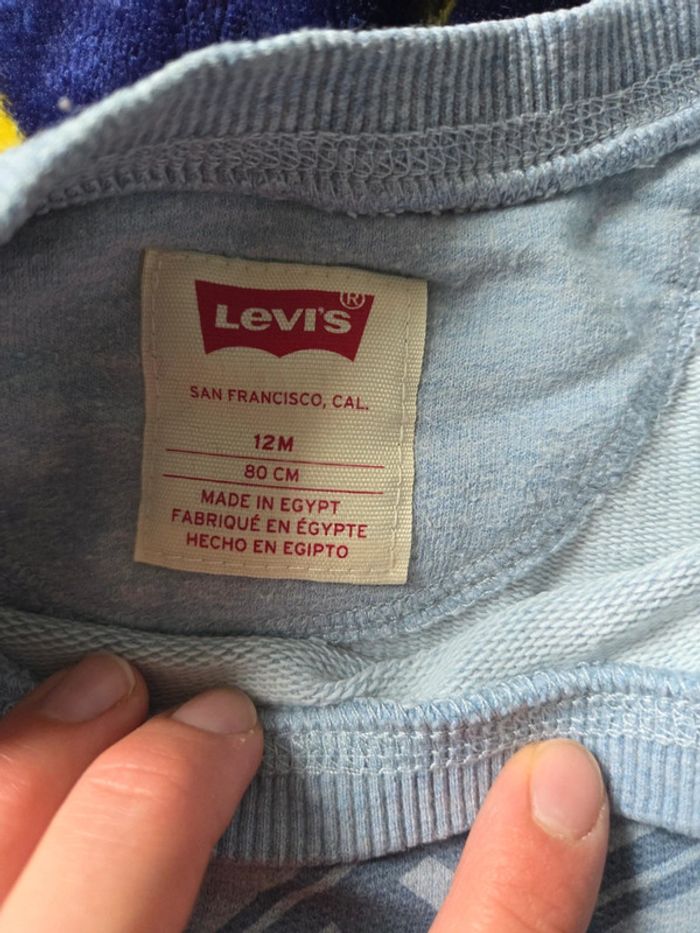 Levi's ®
SAN FRANCISCO, CAL.
12M
80 CM
MADE IN EGYPT
FABRIQUÉ EN ÉGYPTE
HECHO EN EGIPTO